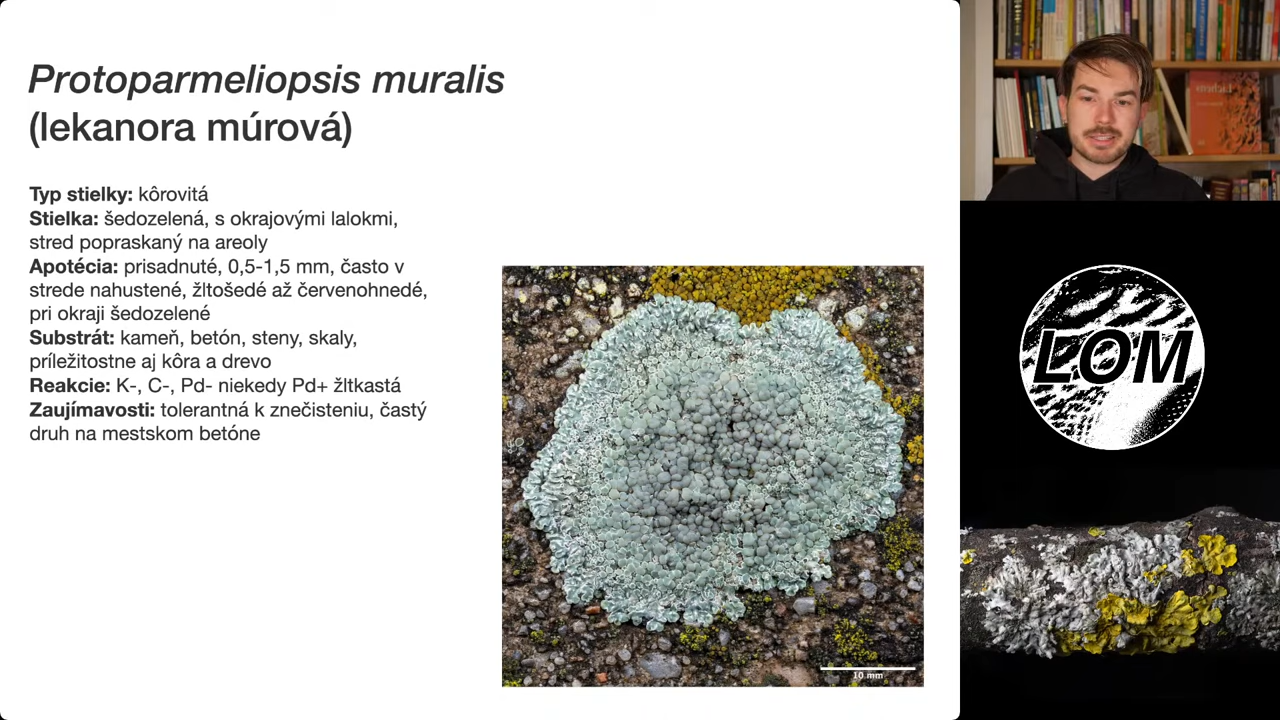 Protoparmeliopsis muralis
(lekanora múrová)
Typ stielky: kôrovitá
Stielka: šedozelená, s okrajovými lalokmi,
stred popraskaný na areoly
Apotécia: prisadnuté, 0,5-1,5 mm, často v
strede nahustené, žltošedé až červenohnedé,
pri okraji šedozelené
Substrát: kameň, betón, steny, skaly,
príležitostne aj kôra a drevo
Reakcie: K-, C-, Pd- niekedy Pd+ žltkastá
Zaujímavosti: tolerantná k znečisteniu, častý
druh na mestskom betóne
10 mm
LOM